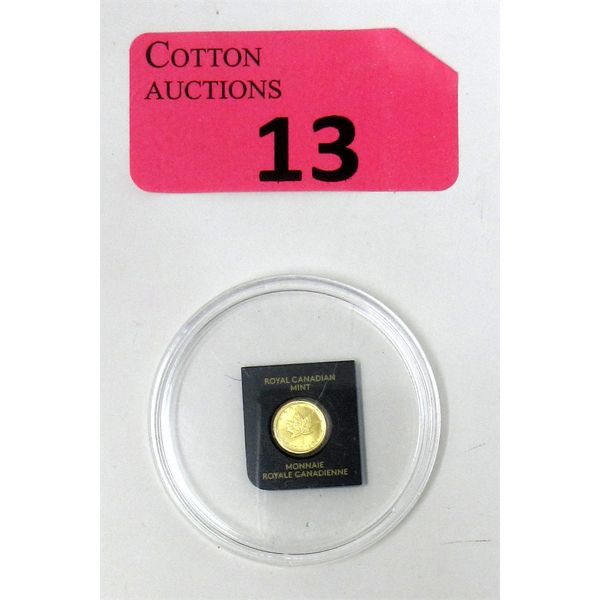 COTTON
AUCTIONS
13
ROYAL CANADIAN
MINT
MONNAIE
ROYALE CANADIENNE